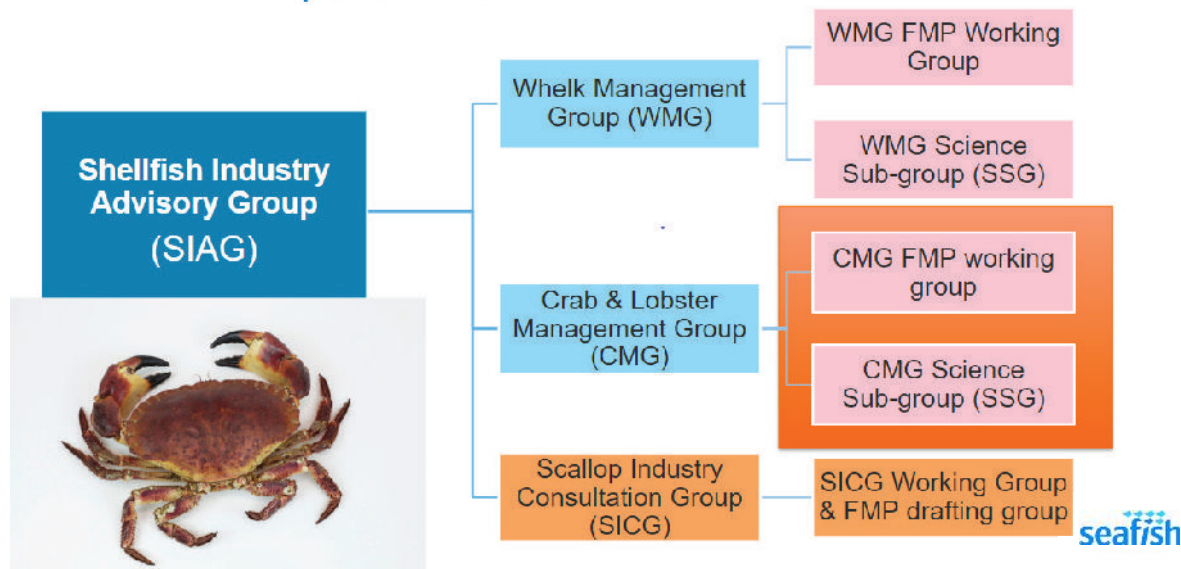 Shellfish Industry
Advisory Group
(SIAG)
Whelk Management
Group (WMG)
WMG FMP Working
Group
WMG Science
Sub-group (SSG)
Crab & Lobster
Management Group
(CMG)
CMG FMP working
group
CMG Science
Sub-group (SSG)
Scallop Industry
Consultation Group
(SICG)
SICG Working Group
& FMP drafting group
seafish